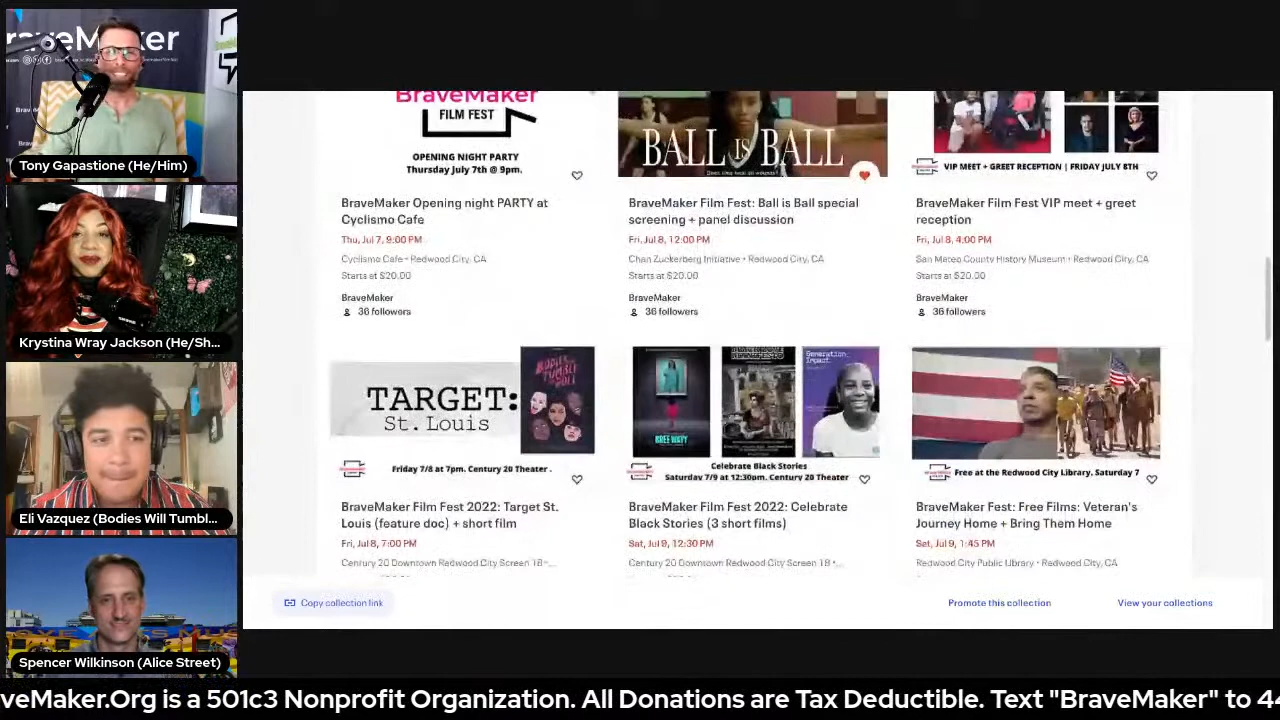 BraveMaker
Tony Gapastione (He/Him)
Krystina Wray Jackson (He/Sh...
Eli Vazquez (Bodies Will Tumbl...
Spencer Wilkinson (Alice Street)
BraveMaker
FILM FEST
OPENING NIGHT PARTY
Thursday July 7th @ 9pm.
BraveMaker Opening night PARTY at
Cyclismo Cafe
Thu, Jul 7, 9:00 PM
Cyclismo Cafe • Redwood City, CA
Starts at $20.00
BraveMaker
36 followers
BALL IS BALL
BraveMaker Film Fest: Ball is Ball special
screening + panel discussion
Fri, Jul 8, 12:00 PM
Chan Zuckerberg Initiative • Redwood City, CA
Starts at $20.00
BraveMaker
36 followers
VIP MEET + GREET RECEPTION | FRIDAY JULY 8TH
BraveMaker Film Fest VIP meet + greet
reception
Fri, Jul 8, 4:00 PM
San Mateo County History Museum • Redwood City, CA
Starts at $20.00
BraveMaker
36 followers
TARGET:
St. Louis
BODIES
TUMBLE
Friday 7/8 at 7pm. Century 20 Theater .
BraveMaker Film Fest 2022: Target St.
Louis (feature doc) + short film
Fri, Jul 8, 7:00 PM
Century 20 Downtown Redwood City Screen 18 •...
BREE WAYY
Generation
Impact
Celebrate Black Stories
Saturday 7/9 at 12:30pm. Century 20 Theater
BraveMaker Film Fest 2022: Celebrate
Black Stories (3 short films)
Sat, Jul 9, 12:30 PM
Century 20 Downtown Redwood City Screen 18 •...
Free at the Redwood City Library. Saturday 7
BraveMaker Fest: Free Films: Veteran's
Journey Home + Bring Them Home
Sat, Jul 9, 1:45 PM
Redwood City Public Library • Redwood City, CA
Copy collection link
Promote this collection
View your collections
veMaker.Org is a 501c3 Nonprofit Organization. All Donations are Tax Deductible. Text "BraveMaker" to 44